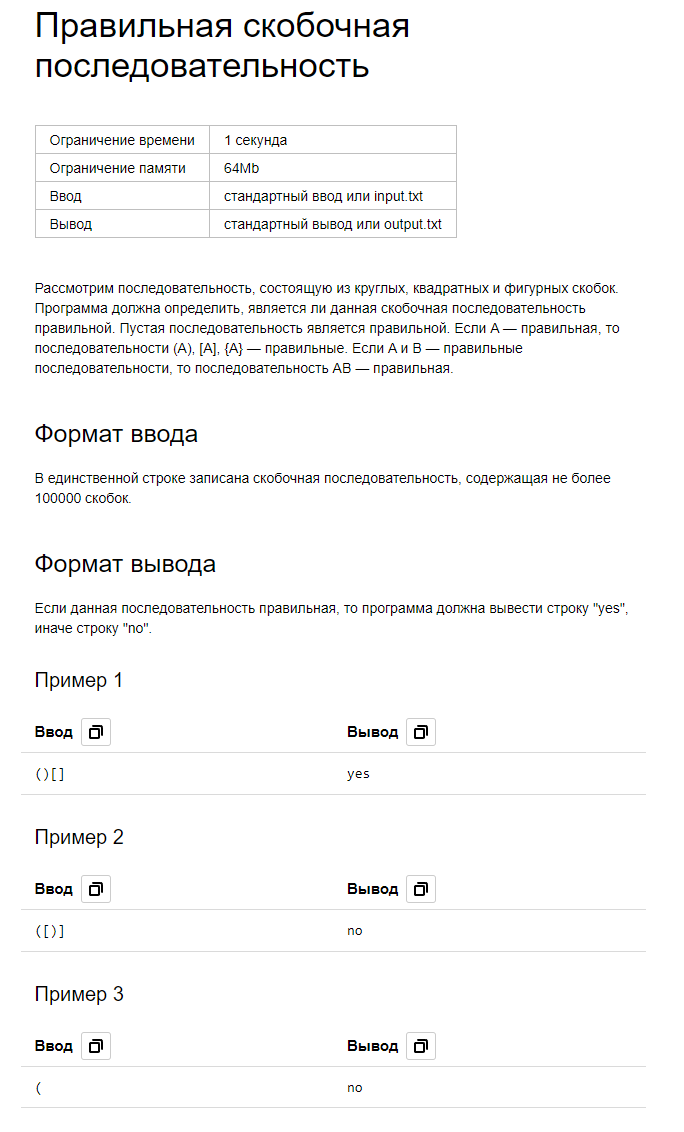 Правильная скобочная
последовательность
Ограничение времени 1 секунда
Ограничение памяти 64Mb
Ввод стандартный ввод или input.txt
Вывод стандартный вывод или output.txt
Рассмотрим последовательность, состоящую из круглых, квадратных и фигурных скобок.
Программа должна определить, является ли данная скобочная последовательность
правильной. Пустая последовательность является правильной. Если A — правильная, то
последовательности (A), [A], {A} — правильные. Если A и B — правильные
последовательности, то последовательность AB — правильная.
Формат ввода
В единственной строке записана скобочная последовательность, содержащая не более
100000 скобок.
Формат вывода
Если данная последовательность правильная, то программа должна вывести строку "yes",
иначе строку "no".
Пример 1
Ввод Вывод
()[] yes
Пример 2
Ввод Вывод
([)] no
Пример 3
Ввод Вывод
( no